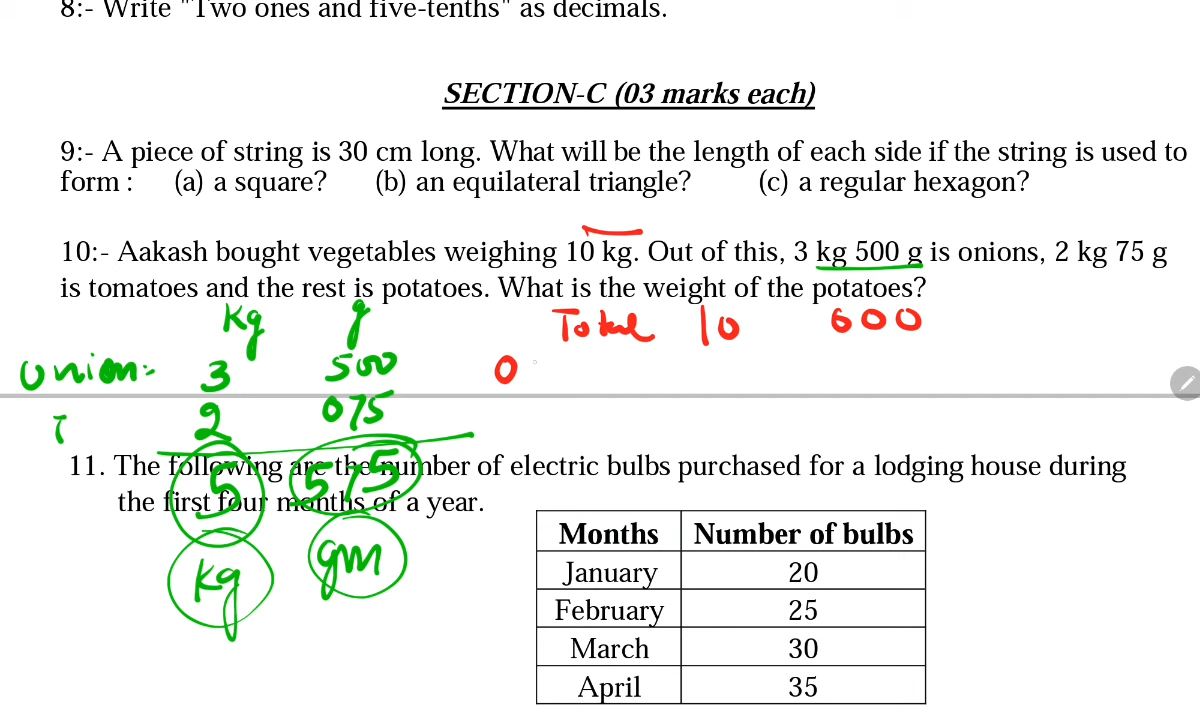 8:- Write "Two ones and five-tenths" as decimals.
SECTION-C (03 marks each)
9:- A piece of string is 30 cm long. What will be the length of each side if the string is used to
form : (a) a square? (b) an equilateral triangle? (c) a regular hexagon?
10:- Aakash bought vegetables weighing 10 kg. Out of this, 3 kg 500 g is onions, 2 kg 75 g
is tomatoes and the rest is potatoes. What is the weight of the potatoes?
kg g Total 10 600
Union:- 3 500 0
2 075
11. The following are the number of electric bulbs purchased for a lodging house during
5 575
the first four months of a year.
kg gm
Months Number of bulbs
January 20
February 25
March 30
April 35